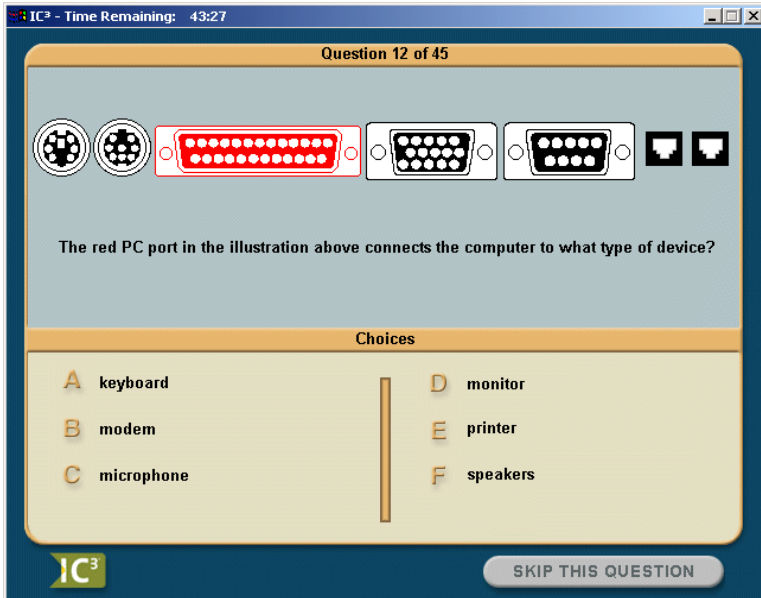 IC³ - Time Remaining: 43:27
Question 12 of 45
The red PC port in the illustration above connects the computer to what type of device?
Choices
A keyboard
B modem
C microphone
D monitor
E printer
F speakers
IC³
SKIP THIS QUESTION